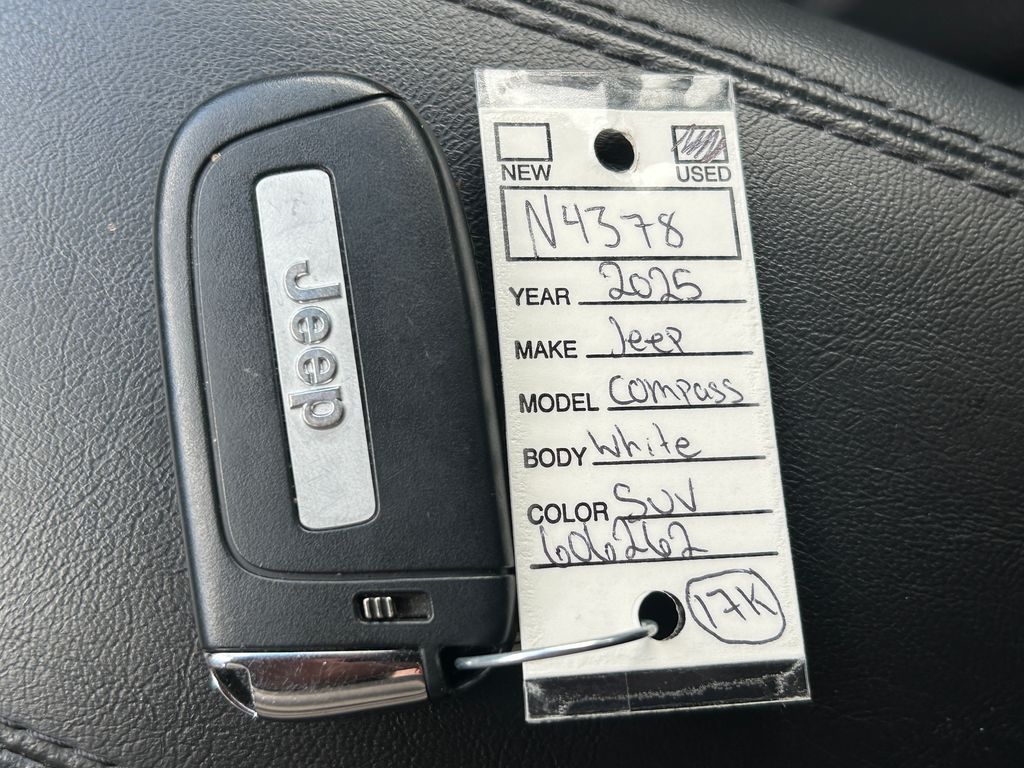 Jeep
NEW USED
N4378
YEAR 2025
MAKE Jeep
MODEL Compass
BODY White
COLOR SUV
606262
17K